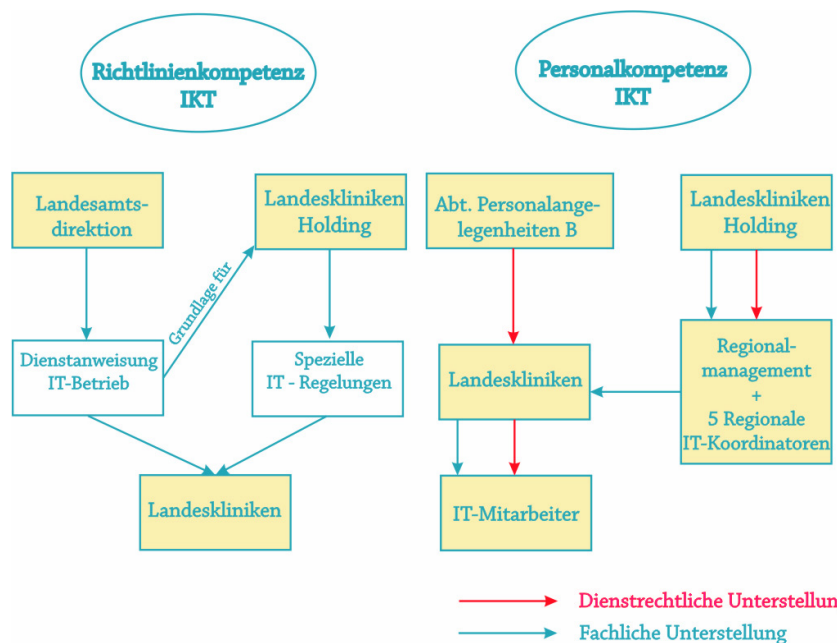 Richtlinienkompetenz
IKT
Personalkompetenz
IKT
Landesamts-
direktion
Landeskliniken
Holding
Abt. Personalange-
legenheiten B
Landeskliniken
Holding
Grundlage für
Dienstanweisung
IT-Betrieb
Spezielle
IT - Regelungen
Landeskliniken
Regional-
management
+
5 Regionale
IT-Koordinatoren
Landeskliniken
IT-Mitarbeiter
Dienstrechtliche Unterstellun
Fachliche Unterstellung